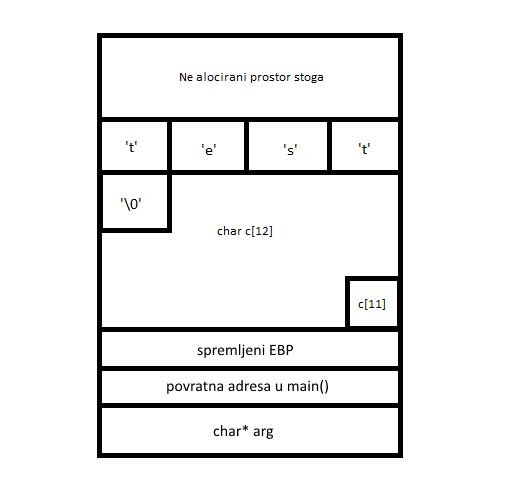 Ne alocirani prostor stoga
't' 'e' 's' 't'
'\0'
char c[12]
c[11]
spremljeni EBP
povratna adresa u main()
char* arg